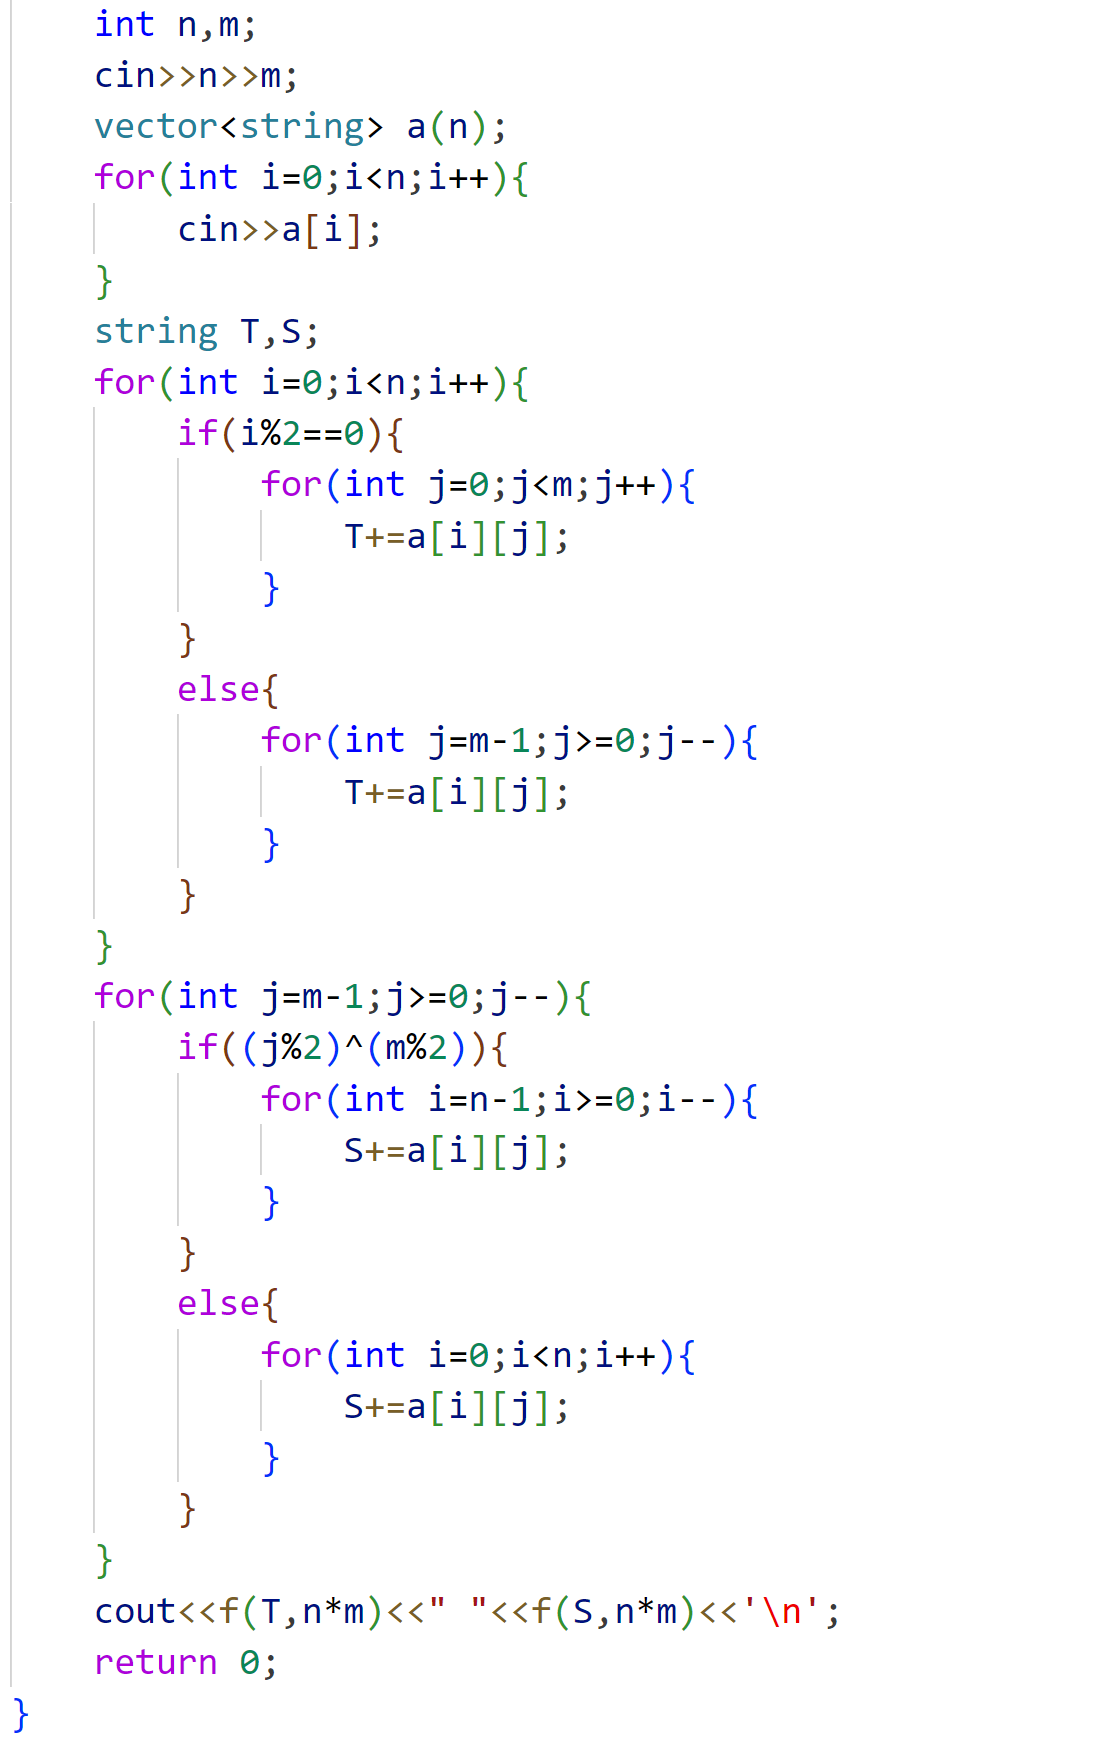 int n,m;
cin>>n>>m;
vector<string> a(n);
for(int i=0;i<n;i++){
cin>>a[i];
}
string T,S;
for(int i=0;i<n;i++){
if(i%2==0){
for(int j=0;j<m;j++){
T+=a[i][j];
}
}
else{
for(int j=m-1;j>=0;j--){
T+=a[i][j];
}
}
}
for(int j=m-1;j>=0;j--){
if((j%2)^(m%2)){
for(int i=n-1;i>=0;i--){
S+=a[i][j];
}
}
else{
for(int i=0;i<n;i++){
S+=a[i][j];
}
}
}
cout<<f(T,n*m)<<" "<<f(S,n*m)<<'\n';
return 0;
}